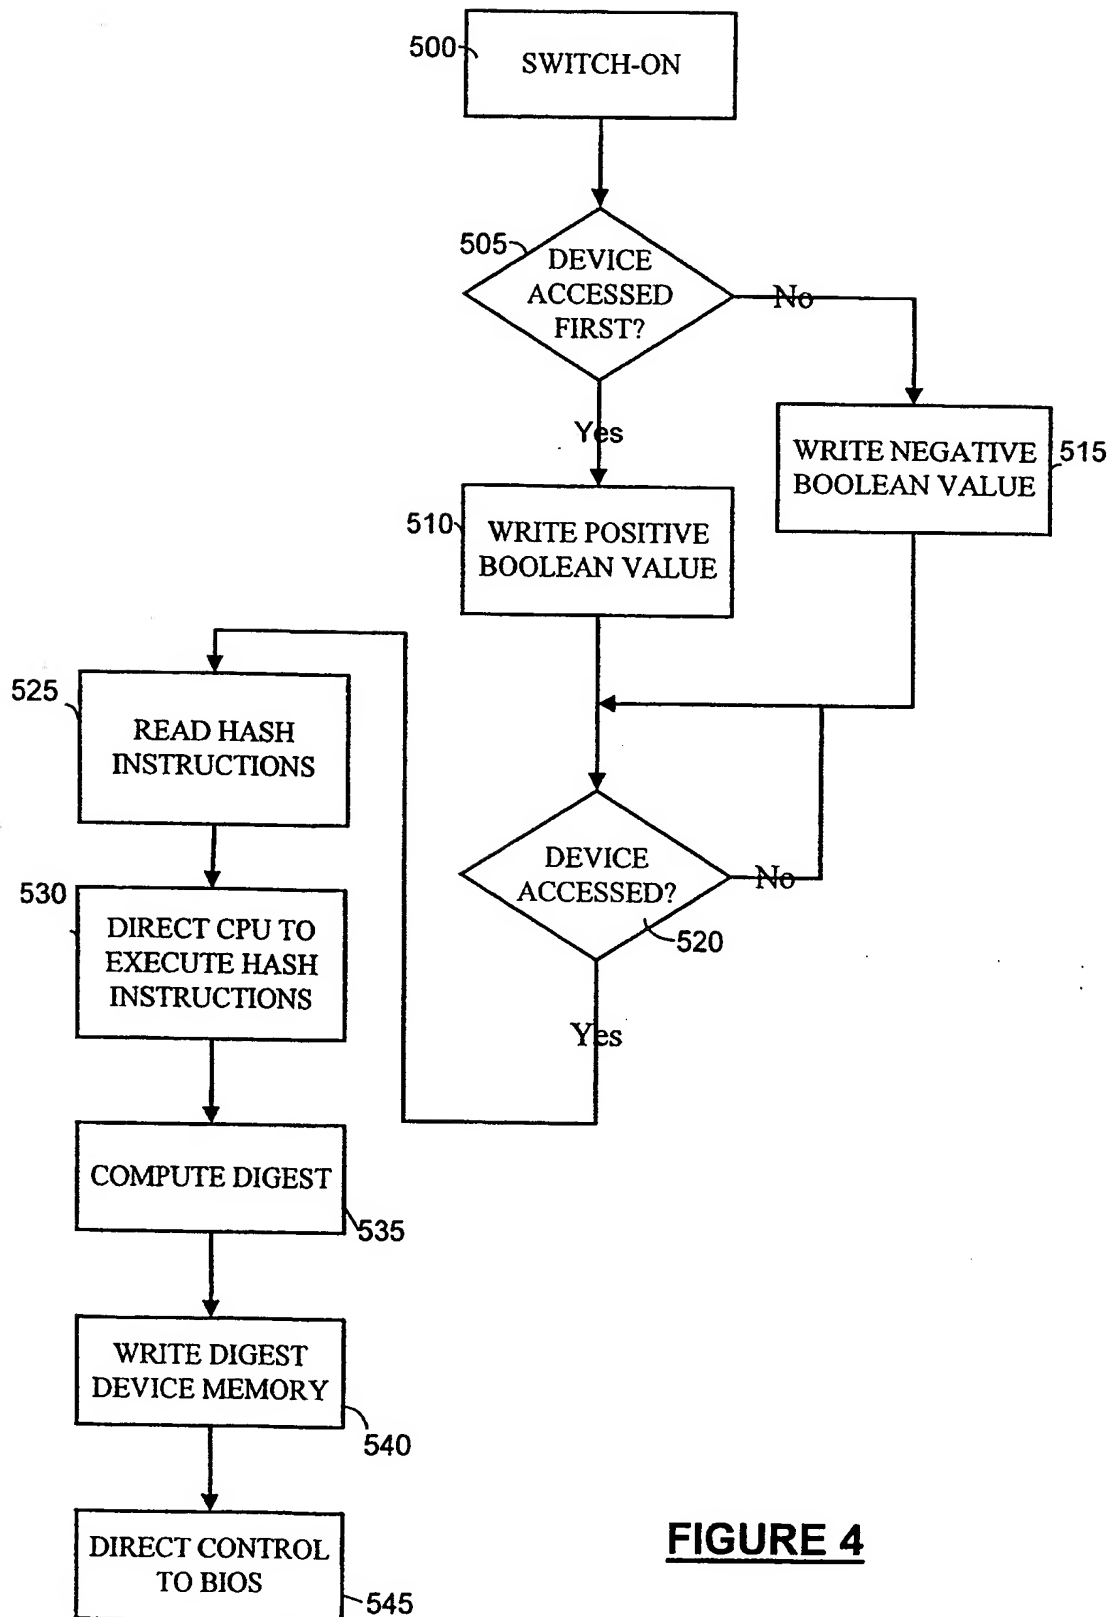 500
SWITCH-ON
505
DEVICE
ACCESSED
FIRST?
No
Yes
WRITE NEGATIVE
BOOLEAN VALUE
515
510
WRITE POSITIVE
BOOLEAN VALUE
525
READ HASH
INSTRUCTIONS
DEVICE
ACCESSED?
No
520
Yes
530
DIRECT CPU TO
EXECUTE HASH
INSTRUCTIONS
COMPUTE DIGEST
535
WRITE DIGEST
DEVICE MEMORY
540
DIRECT CONTROL
TO BIOS
545
FIGURE 4